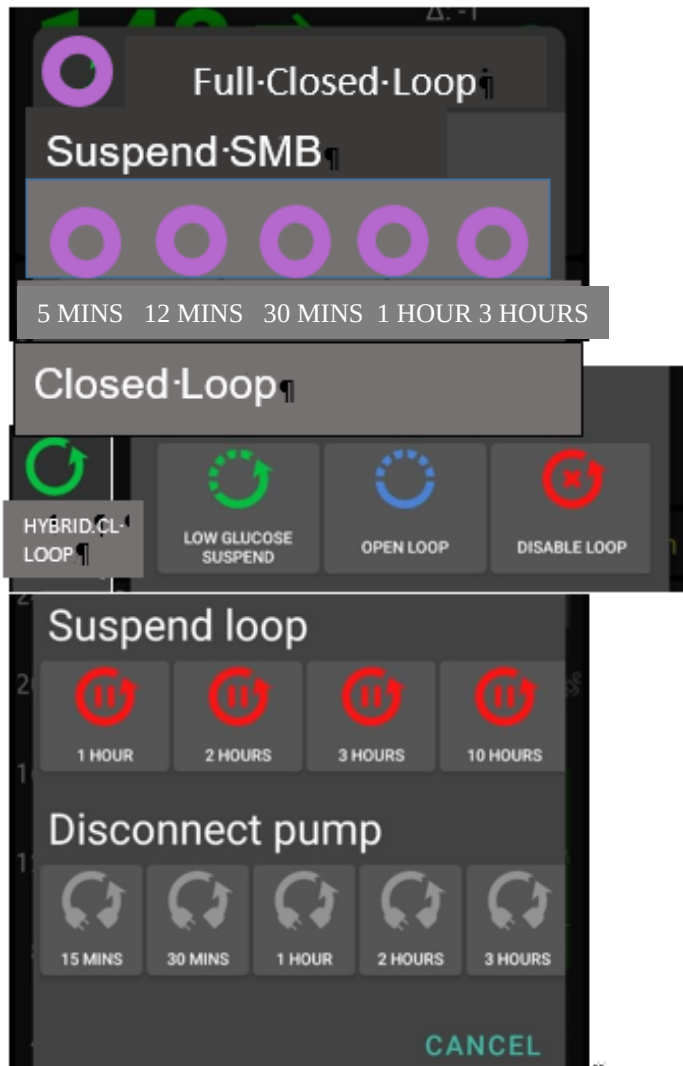 Δ: -1
Full·Closed·Loop
Suspend·SMB¶
5 MINS 12 MINS 30 MINS 1 HOUR 3 HOURS
Closed·Loop¶
HYBRID.CL-
LOOP¶
LOW GLUCOSE
SUSPEND
OPEN LOOP
DISABLE LOOP
Suspend loop
1 HOUR 2 HOURS 3 HOURS 10 HOURS
Disconnect pump
15 MINS 30 MINS 1 HOUR 2 HOURS 3 HOURS
CANCEL